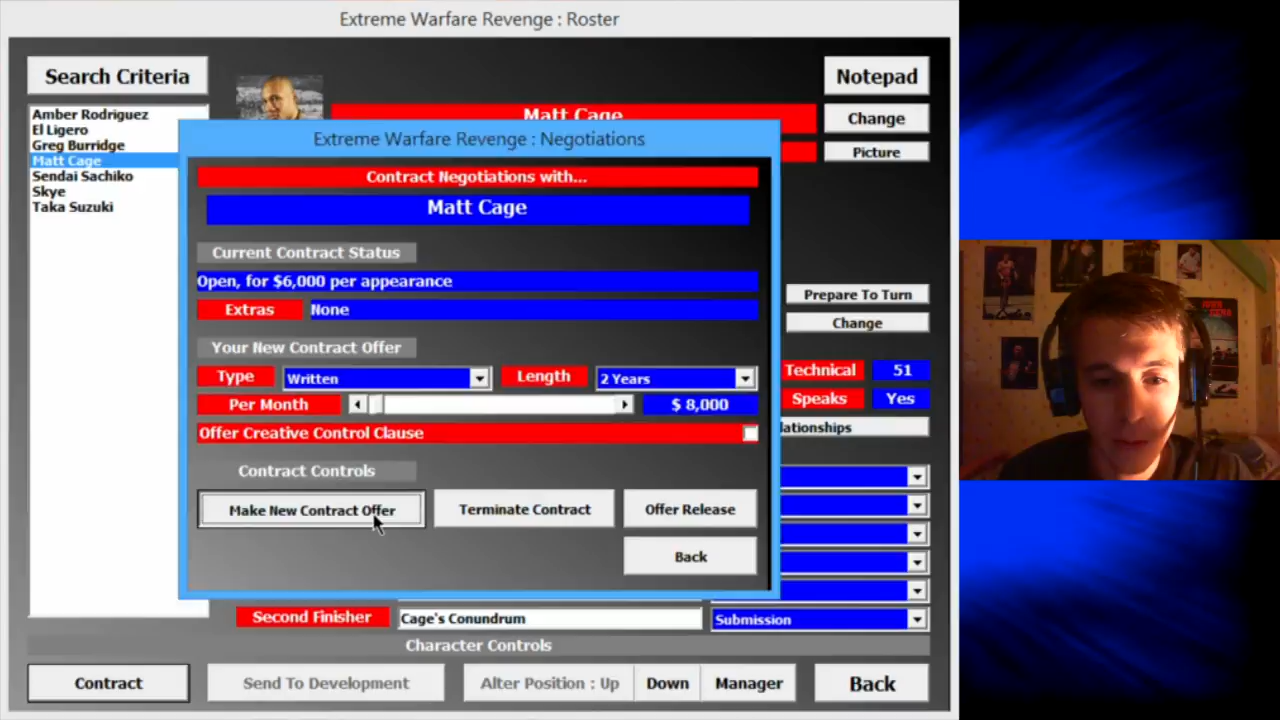 Extreme Warfare Revenge : Roster
Search Criteria
Notepad
Amber Rodriguez
El Ligero
Greg Burridge
Matt Cage
Sendai Sachiko
Skye
Taka Suzuki
Matt Cage
Change
Picture
Extreme Warfare Revenge : Negotiations
Contract Negotiations with...
Matt Cage
Current Contract Status
Open, for $6,000 per appearance
Extras None
Your New Contract Offer
Type Written Length 2 Years
Per Month $ 8,000
Offer Creative Control Clause
Contract Controls
Make New Contract Offer Terminate Contract Offer Release
Back
Prepare To Turn
Change
Technical 51
Speaks Yes
lationships
Second Finisher Cage's Conundrum Submission
Character Controls
Contract Send To Development Alter Position : Up Down Manager Back